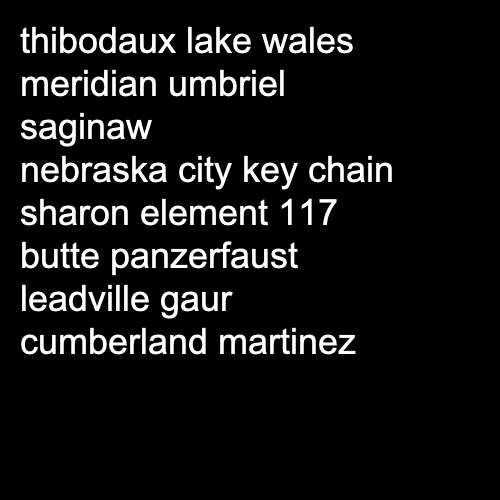 thibodaux lake wales
meridian umbriel
saginaw
nebraska city key chain
sharon element 117
butte panzerfaust
leadville gaur
cumberland martinez